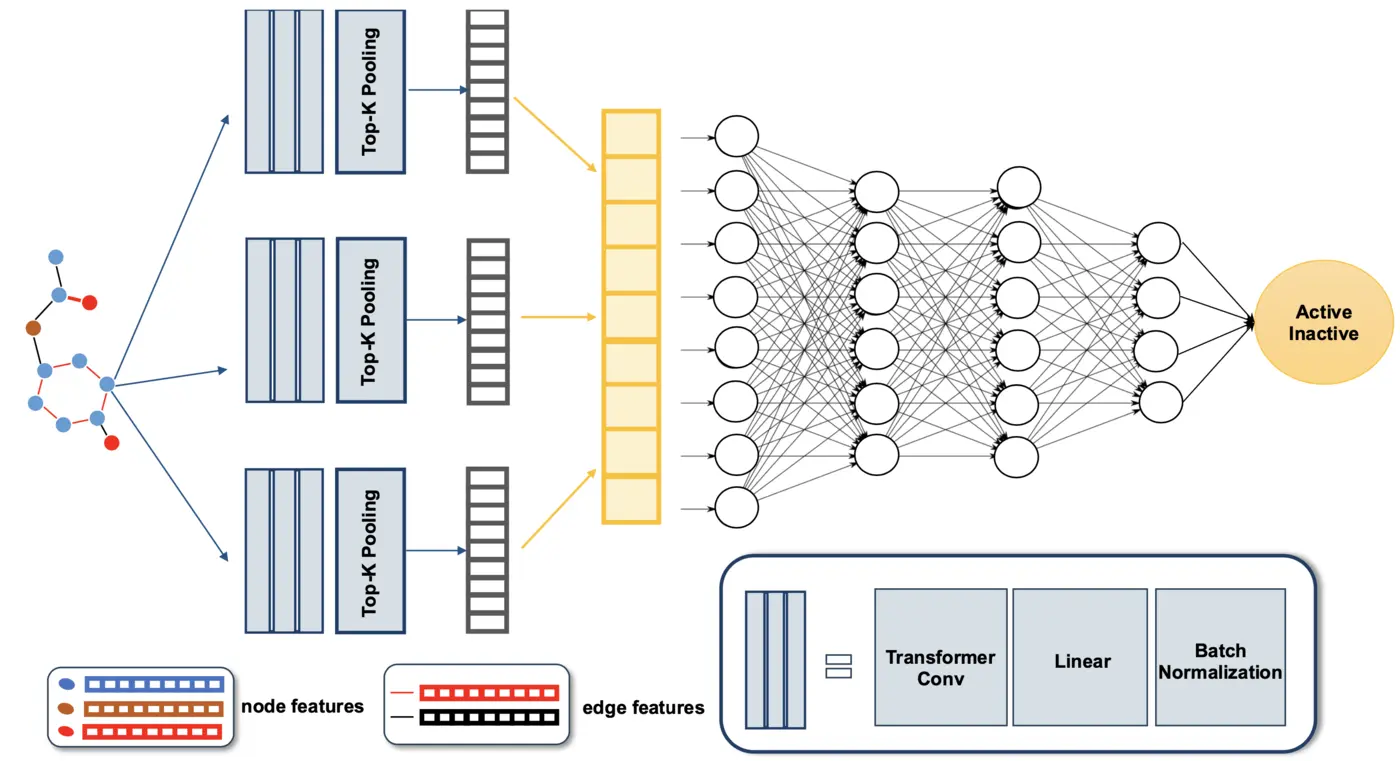 Top-K Pooling
Top-K Pooling
Top-K Pooling
Active
Inactive
node features
edge features
Transformer
Conv
Linear
Batch
Normalization